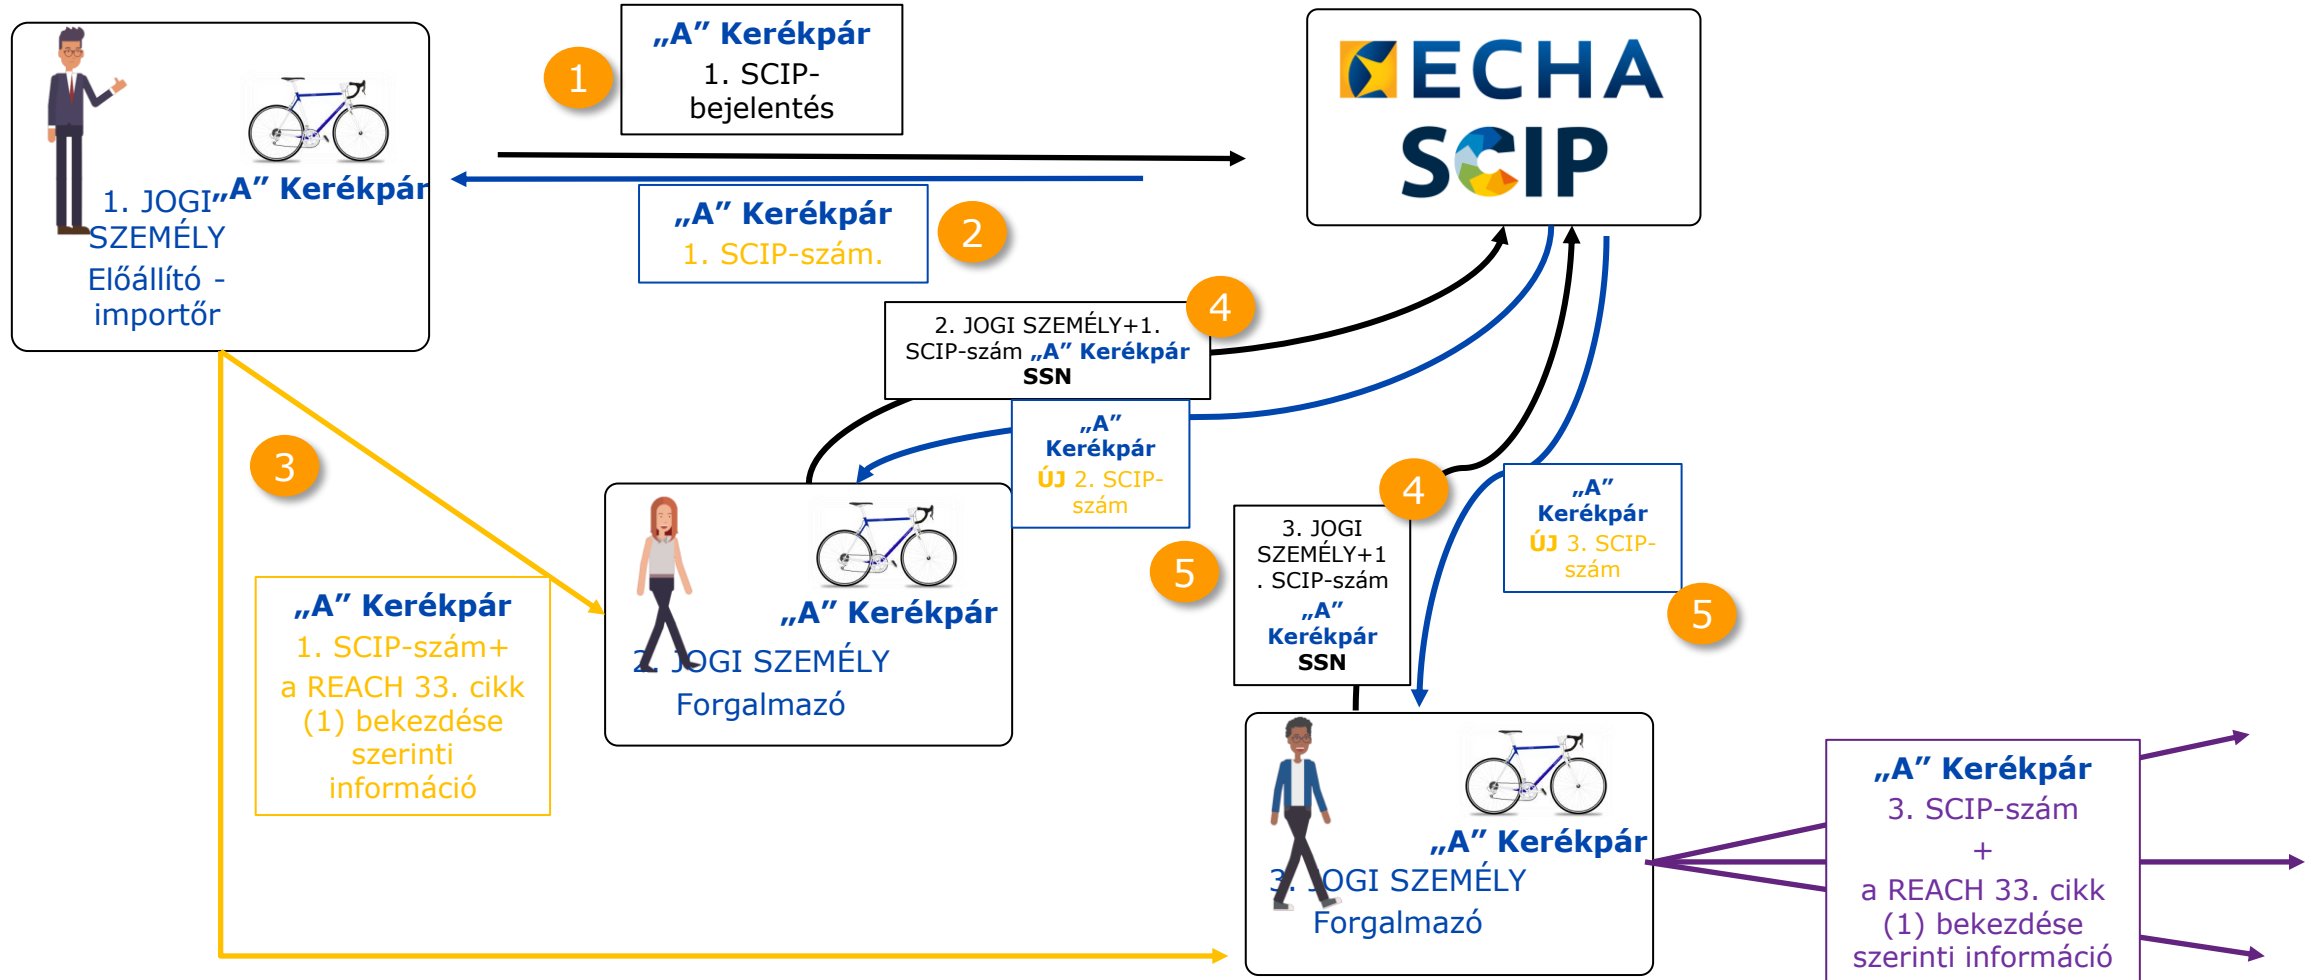 „A” Kerékpár
1. JOGI
SZEMÉLY
Előállító -
importőr
1
„A” Kerékpár
1. SCIP-
bejelentés
ECHA
SCIP
„A” Kerékpár
1. SCIP-szám.
2
4
2. JOGI SZEMÉLY+1.
SCIP-szám „A” Kerékpár
SSN
„A”
Kerékpár
ÚJ 2. SCIP-
szám
3
„A” Kerékpár
1. SCIP-szám+
a REACH 33. cikk
(1) bekezdése
szerinti
információ
„A” Kerékpár
2. JOGI SZEMÉLY
Forgalmazó
5
4
3. JOGI
SZEMÉLY+1
. SCIP-szám
„A”
Kerékpár
SSN
„A”
Kerékpár
ÚJ 3. SCIP-
szám
5
„A” Kerékpár
3. JOGI SZEMÉLY
Forgalmazó
„A” Kerékpár
3. SCIP-szám
+
a REACH 33. cikk
(1) bekezdése
szerinti információ